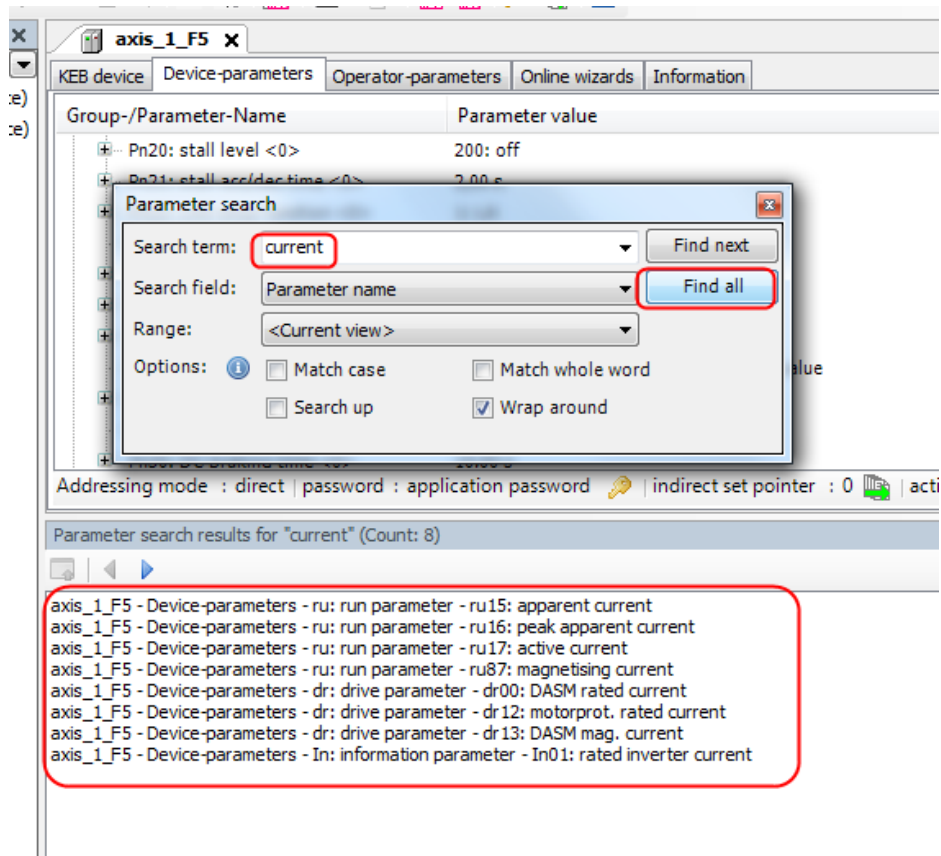 axis_1_F5
KEB device Device-parameters Operator-parameters Online wizards Information
e)
e)
Group-/Parameter-Name Parameter value
Pn20: stall level <0> 200: off
Pn21: stall acc/dec time <0> 2.00 s
Parameter search
Search term: current Find next
Search field: Parameter name Find all
Range: <Current view>
Options: Match case Match whole word
alue
Search up Wrap around
Addressing mode : direct | password : application password | indirect set pointer : 0 | acti
Parameter search results for "current" (Count: 8)
axis_1_F5 - Device-parameters - ru: run parameter - ru15: apparent current
axis_1_F5 - Device-parameters - ru: run parameter - ru16: peak apparent current
axis_1_F5 - Device-parameters - ru: run parameter - ru17: active current
axis_1_F5 - Device-parameters - ru: run parameter - ru87: magnetising current
axis_1_F5 - Device-parameters - dr: drive parameter - dr00: DASM rated current
axis_1_F5 - Device-parameters - dr: drive parameter - dr12: motorprot. rated current
axis_1_F5 - Device-parameters - dr: drive parameter - dr13: DASM mag. current
axis_1_F5 - Device-parameters - In: information parameter - In01: rated inverter current